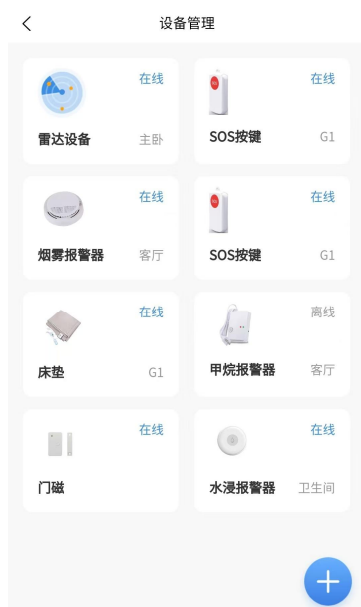 设备管理
在线
雷达设备 主卧
在线
SOS按键 G1
在线
烟雾报警器 客厅
在线
SOS按键 G1
在线
床垫 G1
离线
甲烷报警器 客厅
在线
门磁
在线
水浸报警器 卫生间